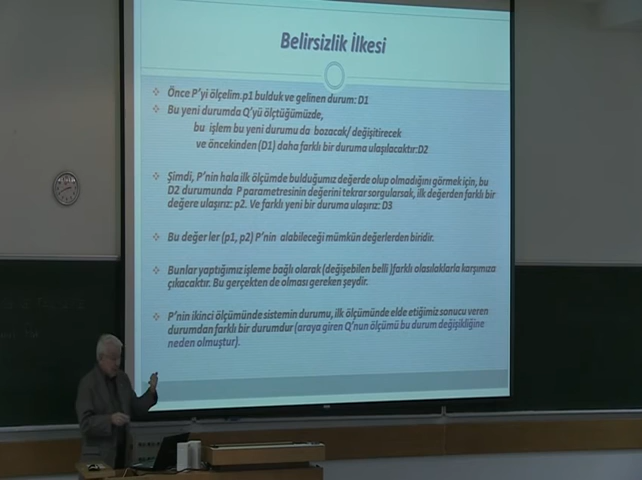 Belirsizlik İlkesi
Önce P'yi ölçelim.p1 bulduk ve gelinen durum: D1
Bu yeni durumda Q'yü ölçtüğümüzde,
bu işlem bu yeni durumu da bozacak/ değişitirecek
ve öncekinden (D1) daha farklı bir duruma ulaşılacaktır:D2
Şimdi, P'nin hala ilk ölçümde bulduğumuz değerde olup olmadığını görmek için, bu
D2 durumunda P parametresinin değerini tekrar sorgularsak, ilk değerden farklı bir
değere ulaşırız: p2. Ve farklı yeni bir duruma ulaşırız: D3
Bu değer ler (p1, p2) P'nin alabileceği mümkün değerlerden biridir.
Bunlar yaptığımız işleme bağlı olarak (değişebilen belli )farklı olasılaklarla karşımıza
çıkacaktır. Bu gerçekten de olması gereken şeydir.
P'nin ikinci ölçümünde sistemin durumu, ilk ölçümünde elde etiğimiz sonucu veren
durumdan farklı bir durumdur (araya giren Q'nun ölçümü bu durum değişikliğine
neden olmuştur).